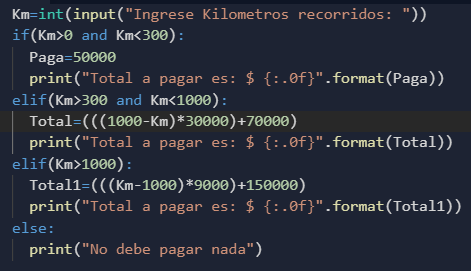 Km=int(input("Ingrese Kilometros recorridos: "))
if(Km>0 and Km<300):
  Paga=50000
  print("Total a pagar es: $ {:.0f}".format(Paga))
elif(Km>300 and Km<1000):
  Total=(((1000-Km)*30000)+70000)
  print("Total a pagar es: $ {:.0f}".format(Total))
elif(Km>1000):
  Total1=(((Km-1000)*9000)+150000)
  print("Total a pagar es: $ {:.0f}".format(Total1))
else:
  print("No debe pagar nada")